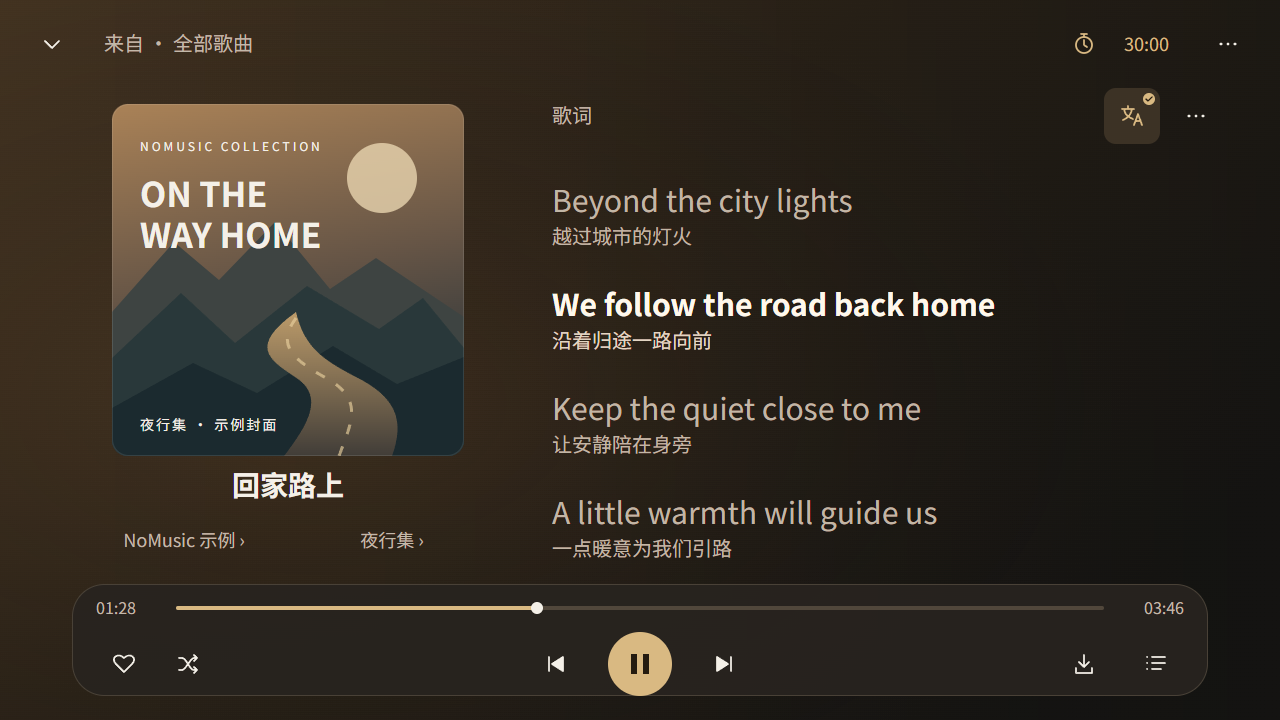 来自 • 全部歌曲
30:00
NOMUSIC COLLECTION
ON THE
WAY HOME
夜行集 • 示例封面
回家路上
NoMusic 示例 ›
夜行集 ›
歌词
Beyond the city lights
越过城市的灯火
We follow the road back home
沿着归途一路向前
Keep the quiet close to me
让安静陪在身旁
A little warmth will guide us
一点暖意为我们引路
01:28
03:46